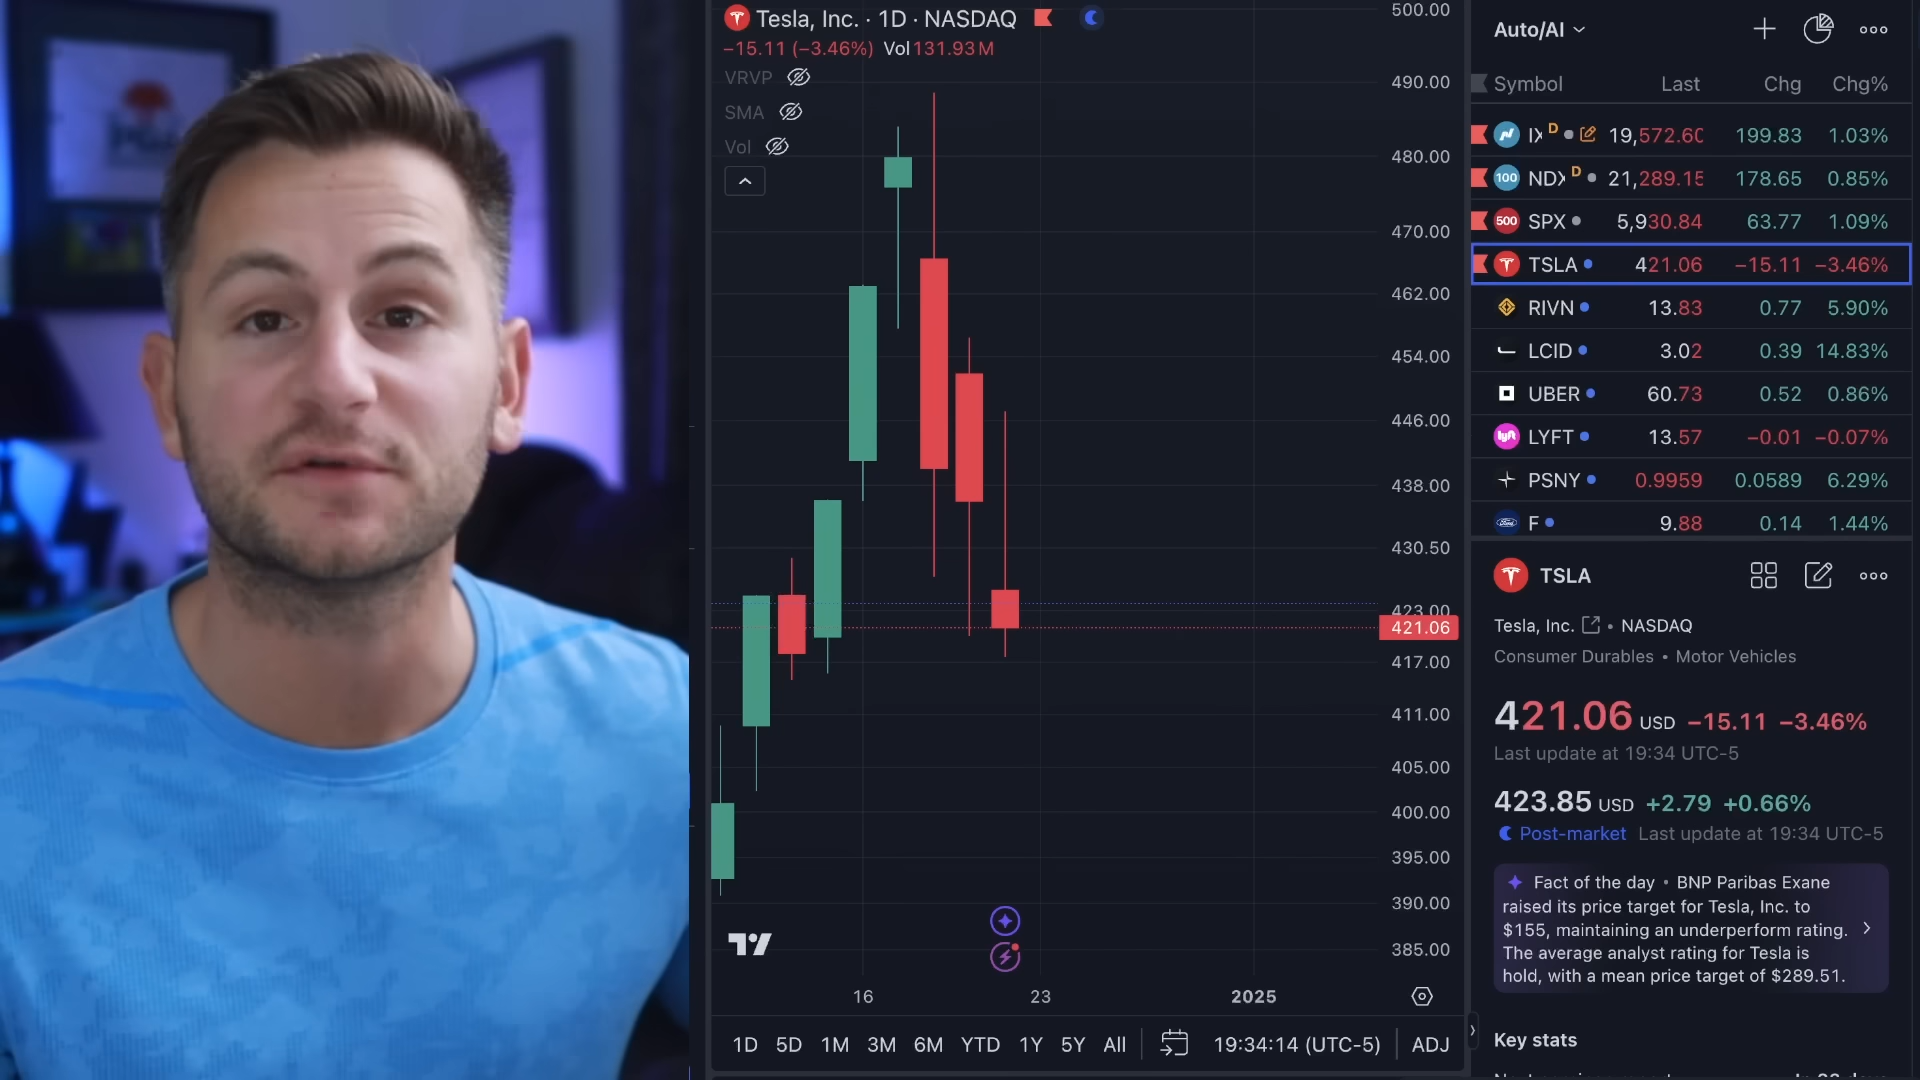 Tesla, Inc. · 1D · NASDAQ
−15.11 (−3.46%) Vol 131.93 M
VRVP
SMA
Vol
500.00
490.00
480.00
470.00
462.00
454.00
446.00
438.00
430.50
423.00
421.06
417.00
411.00
405.00
400.00
395.00
390.00
385.00
16 23 2025
1D 5D 1M 3M 6M YTD 1Y 5Y All 19:34:14 (UTC-5) ADJ
Auto/AI
Symbol Last Chg Chg%
IX D 19,572.60 199.83 1.03%
100 NDX D 21,289.15 178.65 0.85%
500 SPX 5,930.84 63.77 1.09%
TSLA 421.06 −15.11 −3.46%
RIVN 13.83 0.77 5.90%
LCID 3.02 0.39 14.83%
UBER 60.73 0.52 0.86%
lyft LYFT 13.57 −0.01 −0.07%
PSNY 0.9959 0.0589 6.29%
Ford F 9.88 0.14 1.44%
TSLA
Tesla, Inc. • NASDAQ
Consumer Durables • Motor Vehicles
421.06 USD −15.11 −3.46%
Last update at 19:34 UTC-5
423.85 USD +2.79 +0.66%
Post-market Last update at 19:34 UTC-5
Fact of the day • BNP Paribas Exane
raised its price target for Tesla, Inc. to
$155, maintaining an underperform rating.
The average analyst rating for Tesla is
hold, with a mean price target of $289.51.
Key stats